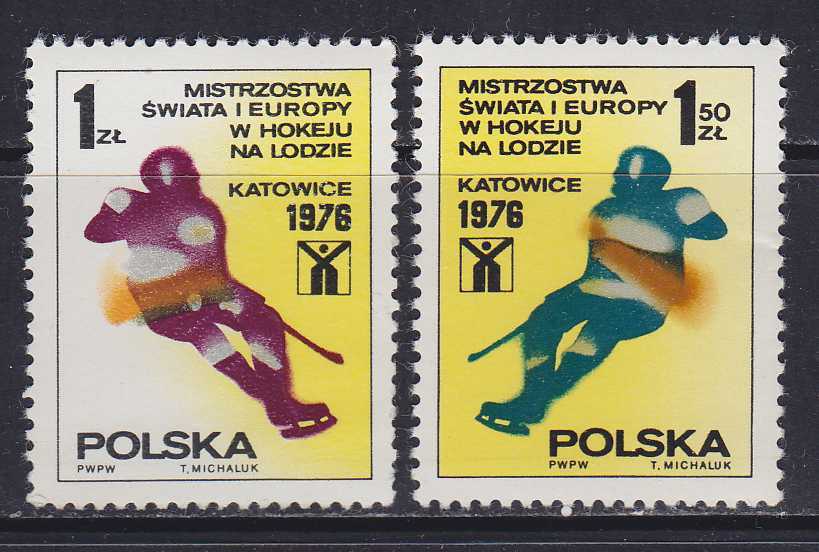 1 ZŁ
MISTRZOSTWA
ŚWIATA I EUROPY
W HOKEJU
NA LODZIE
KATOWICE
1976
POLSKA
PWPW
T. MICHALUK
MISTRZOSTWA
ŚWIATA I EUROPY
W HOKEJU
NA LODZIE
1 50 ZŁ
KATOWICE
1976
POLSKA
PWPW
T. MICHALUK